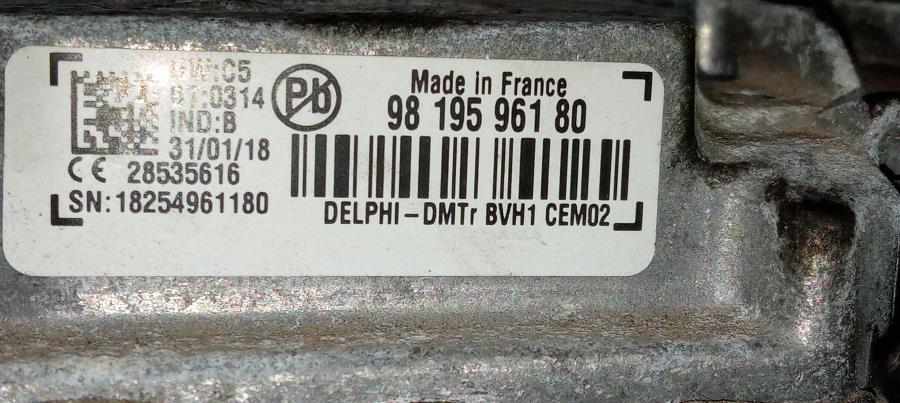 HW:C5
BT:0314
IND:B
31/01/18
CE 28535616
SN:18254961180
Pb
Made in France
98 195 961 80
DELPHI-DMTr BVH1 CEM02